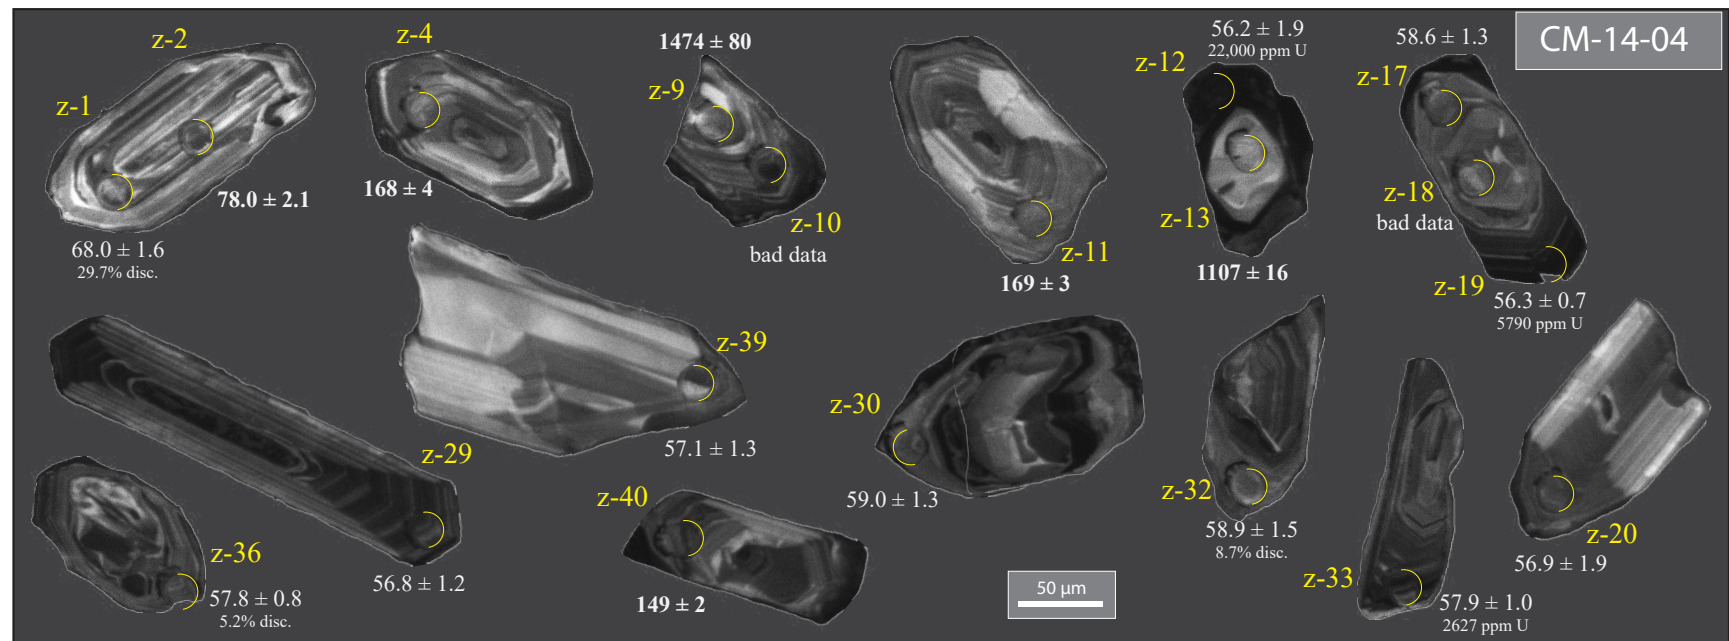 CM-14-04
z-2
z-1
78.0 ± 2.1
68.0 ± 1.6
29.7% disc.
z-4
168 ± 4
1474 ± 80
z-9
z-10
bad data
z-11
169 ± 3
56.2 ± 1.9
22,000 ppm U
z-12
z-13
1107 ± 16
58.6 ± 1.3
z-17
z-18
bad data
z-19
56.3 ± 0.7
5790 ppm U
z-39
57.1 ± 1.3
z-29
56.8 ± 1.2
z-36
57.8 ± 0.8
5.2% disc.
z-40
149 ± 2
z-30
59.0 ± 1.3
z-32
58.9 ± 1.5
8.7% disc.
z-33
57.9 ± 1.0
2627 ppm U
z-20
56.9 ± 1.9
50 µm